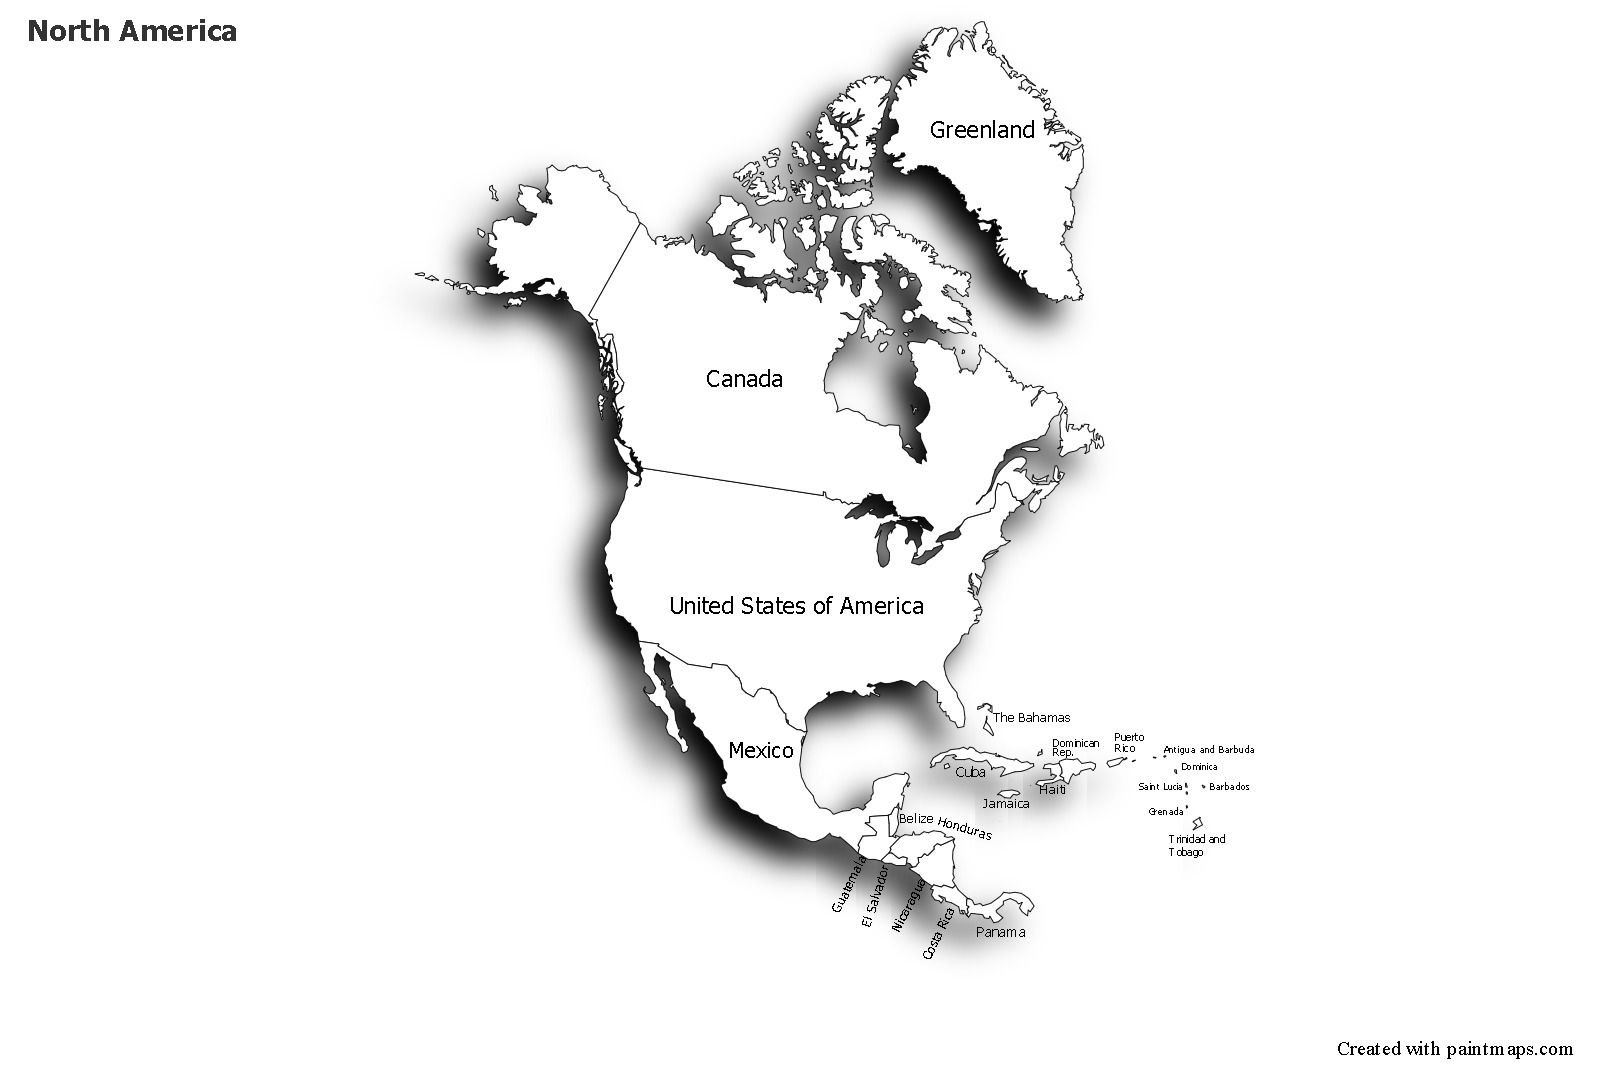 North America
Greenland
Canada
United States of America
Mexico
The Bahamas
Cuba
Dominican
Rep.
Puerto
Rico
Antigua and Barbuda
Dominica
Haiti
Jamaica
Saint Lucia
Barbados
Grenada
Trinidad and
Tobago
Belize
Honduras
Guatemala
El Salvador
Nicaragua
Costa Rica
Panama
Created with paintmaps.com